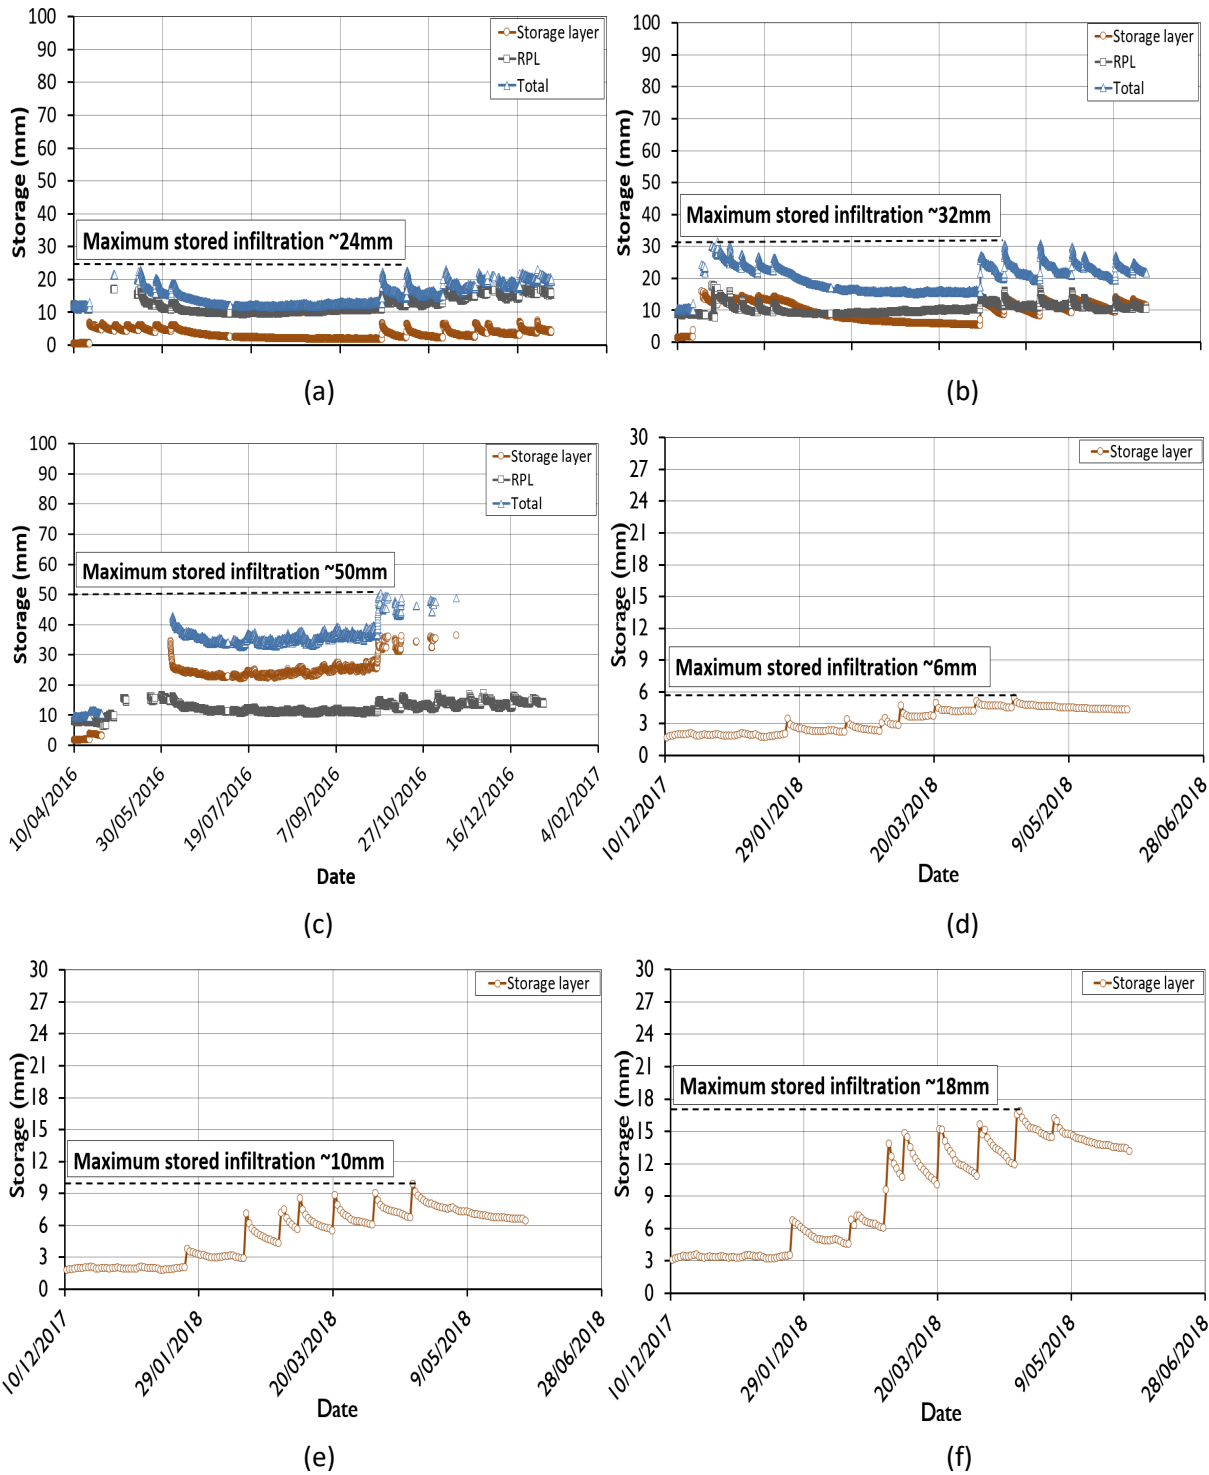 100
90
80
70
60
50
40
30
20
10
0
Storage (mm)
Storage layer
RPL
Total
Maximum stored infiltration ~24mm
(a)
100
90
80
70
60
50
40
30
20
10
0
Storage (mm)
Storage layer
RPL
Total
Maximum stored infiltration ~32mm
(b)
100
90
80
70
60
50
40
30
20
10
0
Storage (mm)
Storage layer
RPL
Total
Maximum stored infiltration ~50mm
10/04/2016
30/05/2016
19/07/2016
7/09/2016
27/10/2016
16/12/2016
4/02/2017
Date
(c)
30
27
24
21
18
15
12
9
6
3
0
Storage (mm)
Storage layer
Maximum stored infiltration ~6mm
10/12/2017
29/01/2018
20/03/2018
9/05/2018
28/06/2018
Date
(d)
30
27
24
21
18
15
12
9
6
3
0
Storage (mm)
Storage layer
Maximum stored infiltration ~10mm
10/12/2017
29/01/2018
20/03/2018
9/05/2018
28/06/2018
Date
(e)
30
27
24
21
18
15
12
9
6
3
0
Storage (mm)
Storage layer
Maximum stored infiltration ~18mm
10/12/2017
29/01/2018
20/03/2018
9/05/2018
28/06/2018
Date
(f)